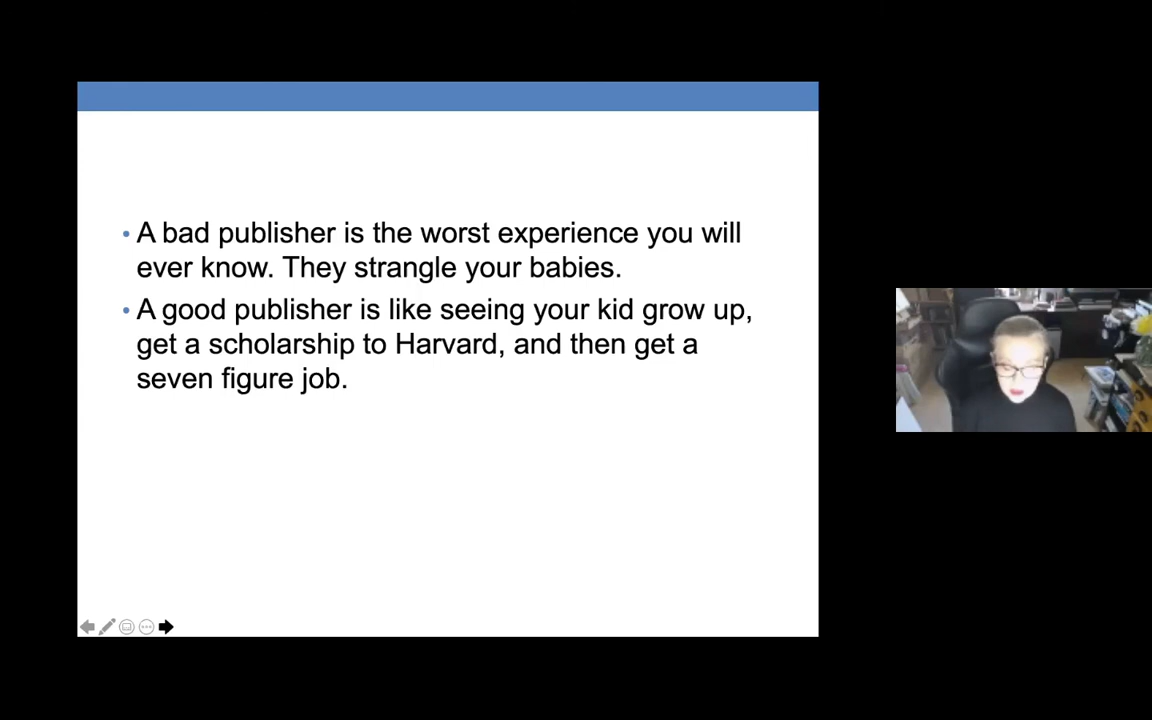 • A bad publisher is the worst experience you will
ever know. They strangle your babies.
• A good publisher is like seeing your kid grow up,
get a scholarship to Harvard, and then get a
seven figure job.